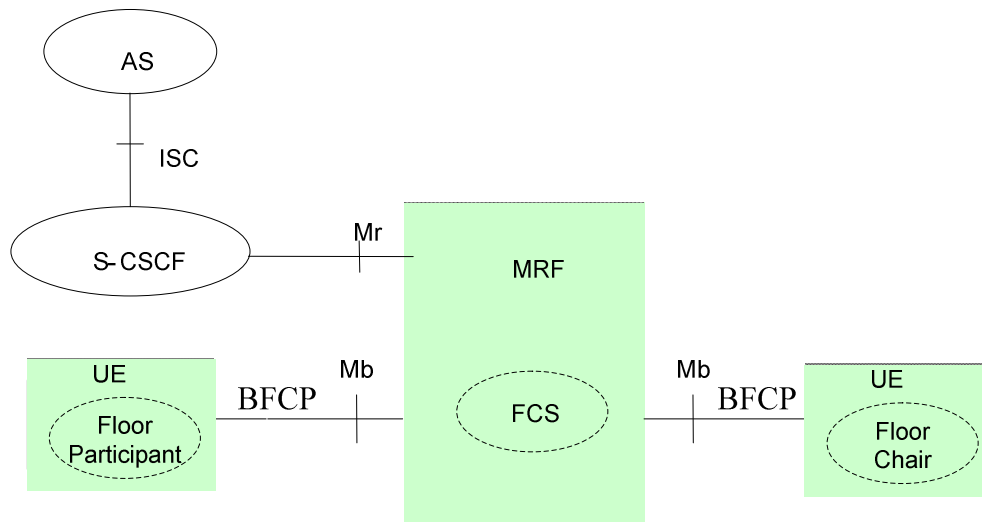 AS
ISC
S-CSCF
Mr
MRF
UE
Floor
Participant
BFCP
Mb
FCS
Mb
BFCP
UE
Floor
Chair